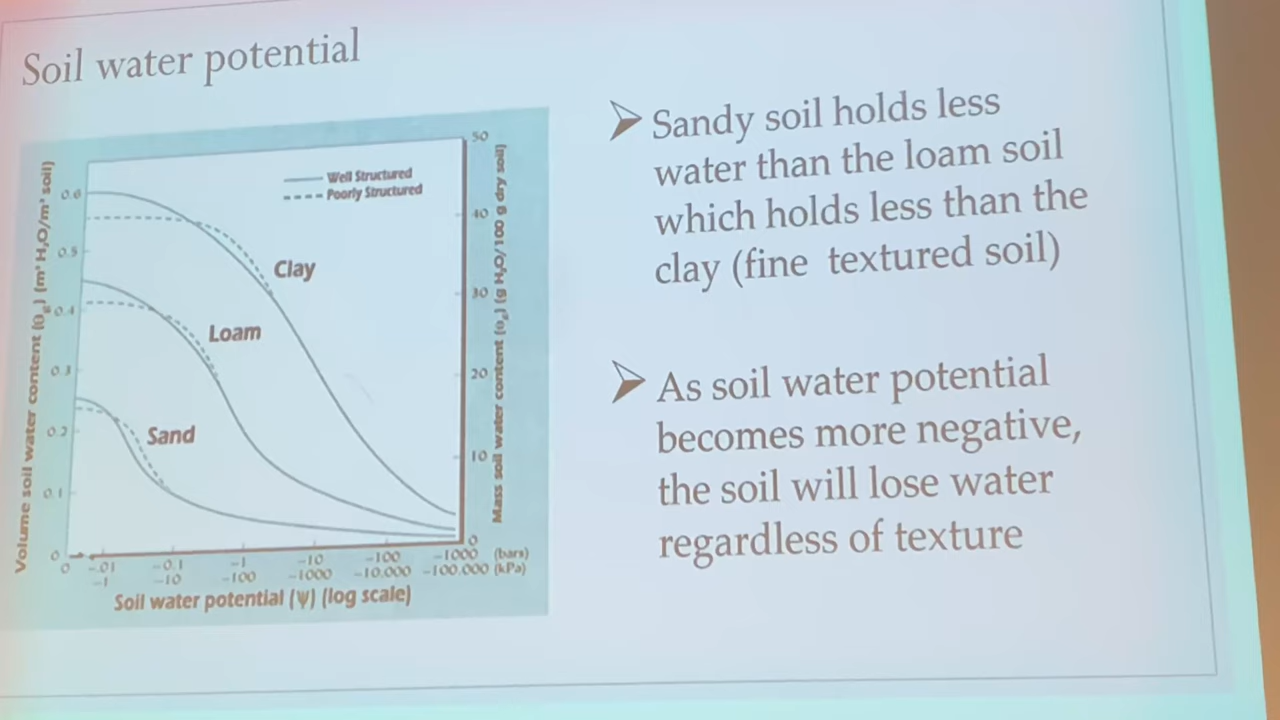 Soil water potential
Well Structured
Poorly Structured
Clay
Loam
Sand
Volume soil water content (θ) (m³ H₂O/m³ soil)
0.6
0.5
0.4
0.3
0.2
0.1
0
50
40
30
20
10
0
Mass soil water content (θ) (g H₂O/100 g dry soil)
0 -.01 -0.1 -1 -10 -100 -1000 (bars)
-1 -10 -100 -1000 -10.000 -100.000 (kPa)
Soil water potential (Ψ) (log scale)
➤ Sandy soil holds less
water than the loam soil
which holds less than the
clay (fine textured soil)
➤ As soil water potential
becomes more negative,
the soil will lose water
regardless of texture